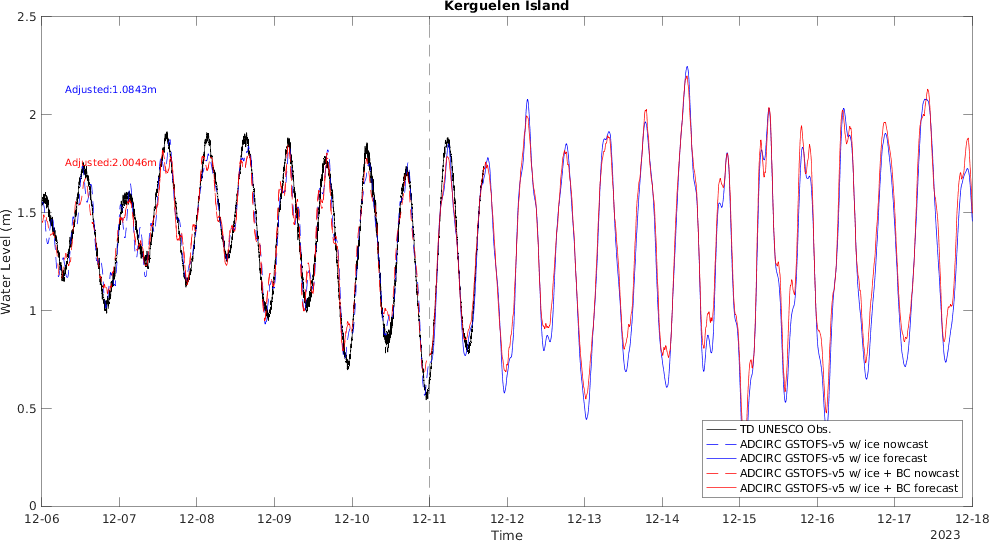 Kerguelen Island
2.5
2
1.5
1
0.5
0
Water Level (m)
Adjusted:1.0843m
Adjusted:2.0046m
TD UNESCO Obs.
ADCIRC GSTOFS-v5 w/ ice nowcast
ADCIRC GSTOFS-v5 w/ ice forecast
ADCIRC GSTOFS-v5 w/ ice + BC nowcast
ADCIRC GSTOFS-v5 w/ ice + BC forecast
12-06 12-07 12-08 12-09 12-10 12-11 12-12 12-13 12-14 12-15 12-16 12-17 12-18
Time
2023